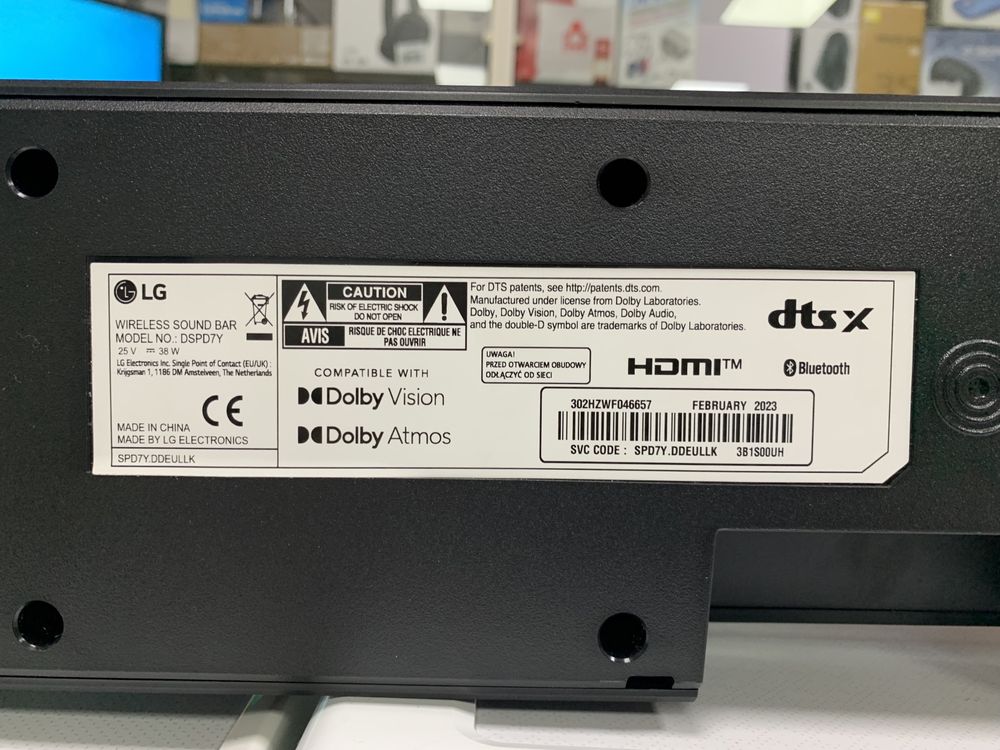 LG
WIRELESS SOUND BAR
MODEL NO.: DSPD7Y
25 V ⎓ 38 W
LG Electronics Inc. Single Point of Contact (EU/UK) :
Krijgsman 1, 1186 DM Amstelveen, The Netherlands
CE
MADE IN CHINA
MADE BY LG ELECTRONICS
SPD7Y.DDEULLK
CAUTION
RISK OF ELECTRIC SHOCK
DO NOT OPEN
AVIS
RISQUE DE CHOC ELECTRIQUE NE
PAS OUVRIR
COMPATIBLE WITH
Dolby Vision
Dolby Atmos
For DTS patents, see http://patents.dts.com.
Manufactured under license from Dolby Laboratories.
Dolby, Dolby Vision, Dolby Atmos, Dolby Audio,
and the double-D symbol are trademarks of Dolby Laboratories.
UWAGA!
PRZED OTWARCIEM OBUDOWY
ODŁĄCZYĆ OD SIECI
dts X
HDMI™
Bluetooth
302HZWF046657 FEBRUARY 2023
SVC CODE : SPD7Y.DDEULLK 3B1S00UH